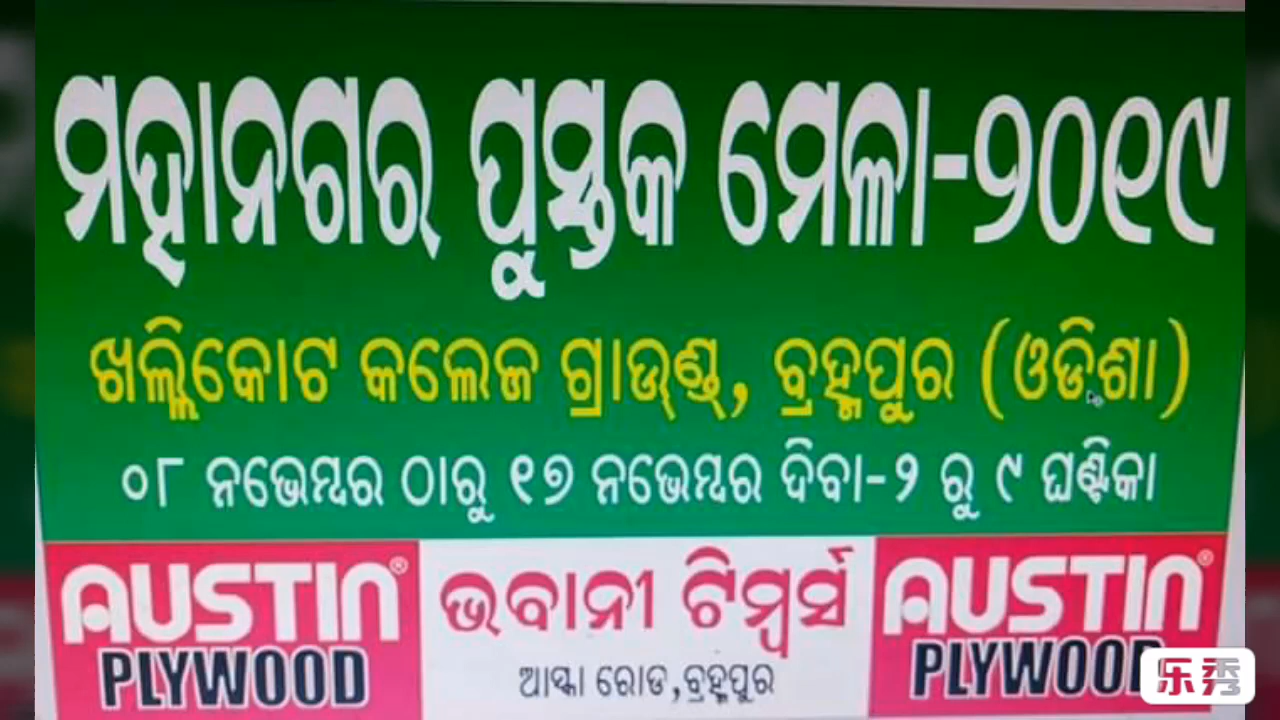 ମହାନଗର ପୁସ୍ତକ ମେଳା-୨୦୧୯
ଖଲ୍ଲିକୋଟ କଲେଜ ଗ୍ରାଉଣ୍ଡ୍, ବ୍ରହ୍ମପୁର (ଓଡ଼ିଶା)
୦୮ ନଭେମ୍ବର ଠାରୁ ୧୭ ନଭେମ୍ବର ଦିବା-୨ ରୁ ୯ ଘଣ୍ଟିକା
AUSTIN®
PLYWOOD
ଭବାନୀ ଟିମ୍ବର୍ସ
ଆସ୍କା ରୋଡ,ବ୍ରହ୍ମପୁର
AUSTIN®
PLYWOOD
乐秀